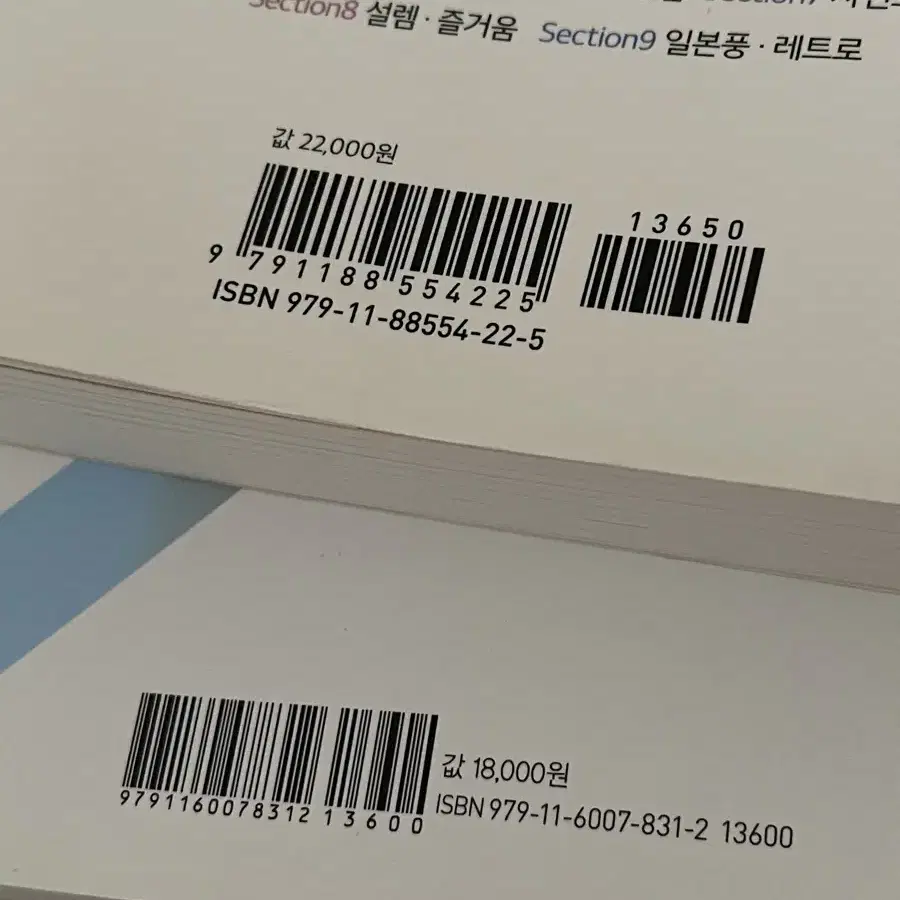 Section8 설렘 · 즐거움 Section9 일본풍 · 레트로
값 22,000원
13650
9 791188 554225
ISBN 979-11-88554-22-5
값 18,000원
9791160078312 13600
ISBN 979-11-6007-831-2 13600